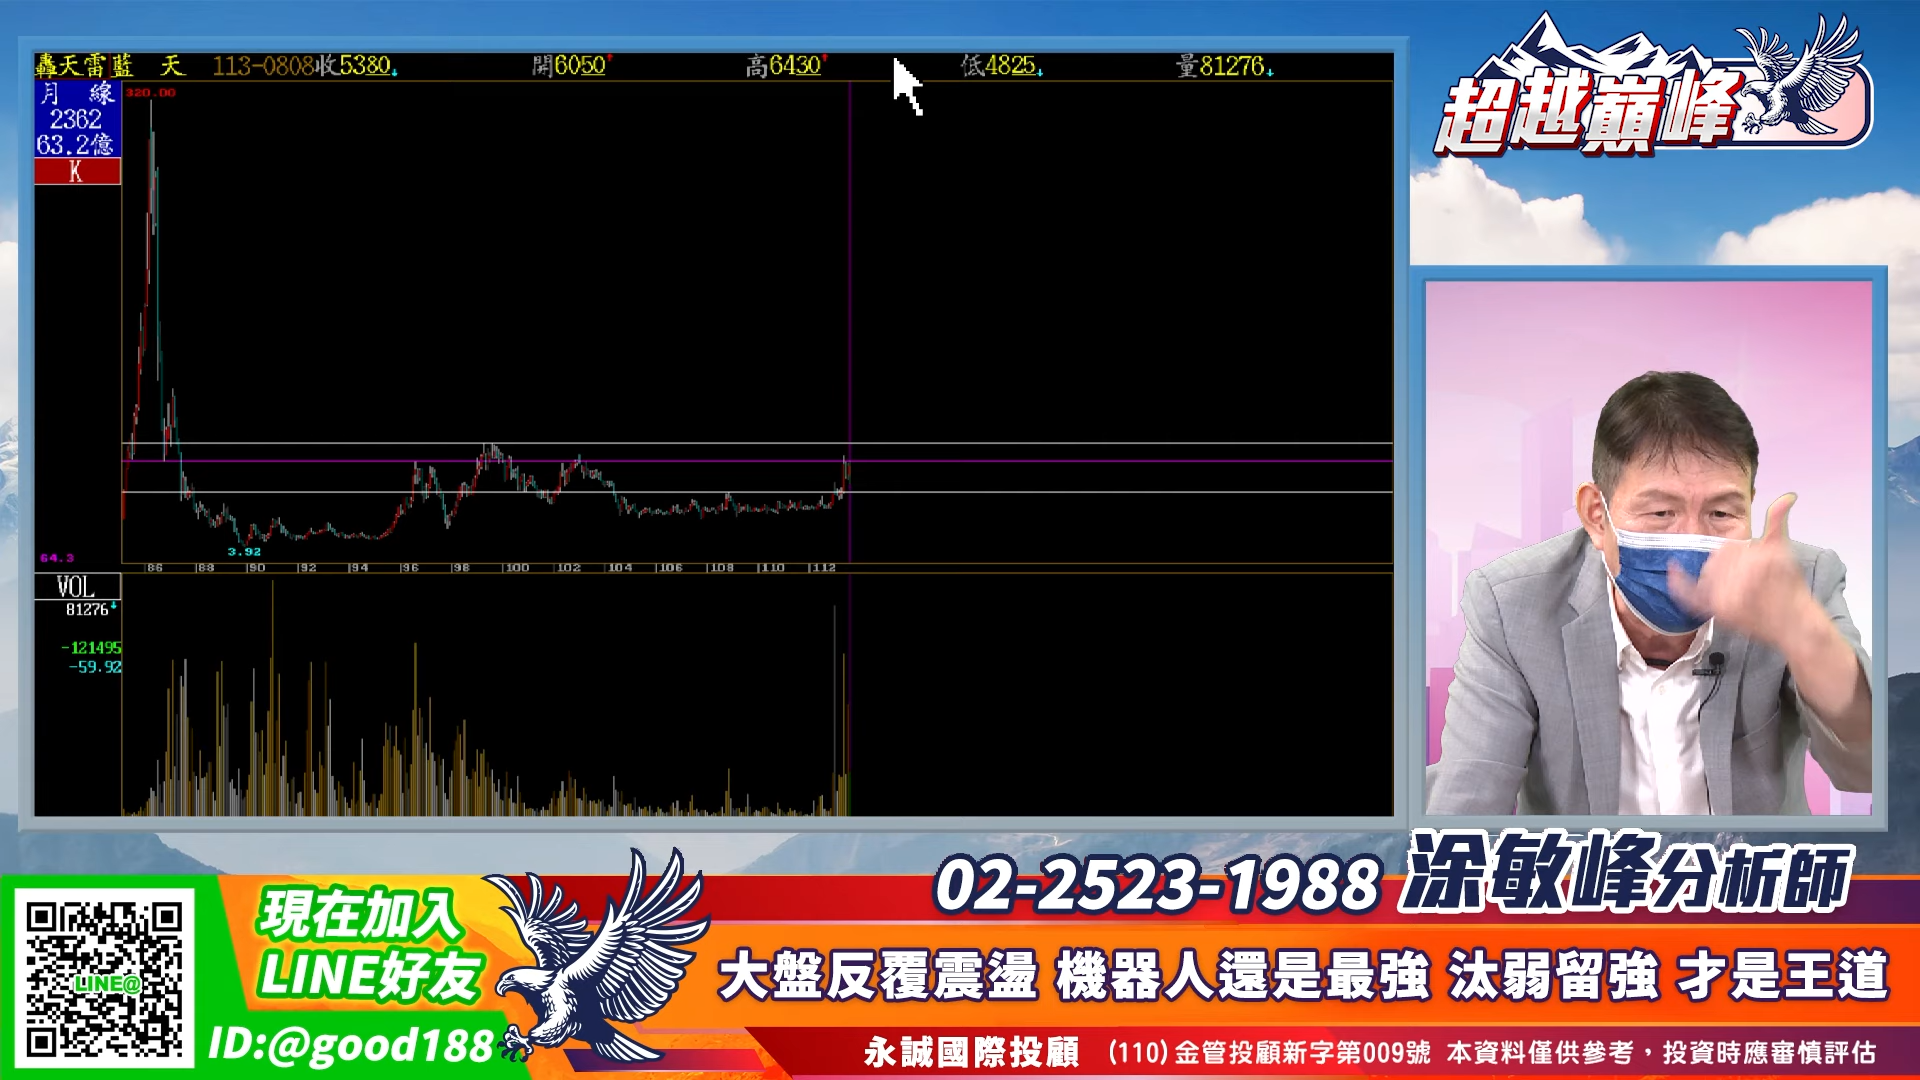 轟天雷藍 天 113-0808收5380↓ 開6050↑ 高6430↑ 低4825↓ 量81276↓
月 線
2362
63.2億
K
320.00
3.92
64.3
86 88 90 92 94 96 98 100 102 104 106 108 110 112
VOL
81276↓
-121495
-59.92
超越巔峰
02-2523-1988 涂敏峰分析師
現在加入
LINE好友
LINE@
ID:@good188
大盤反覆震盪 機器人還是最強 汰弱留強 才是王道
永誠國際投顧 (110)金管投顧新字第009號 本資料僅供參考，投資時應審慎評估